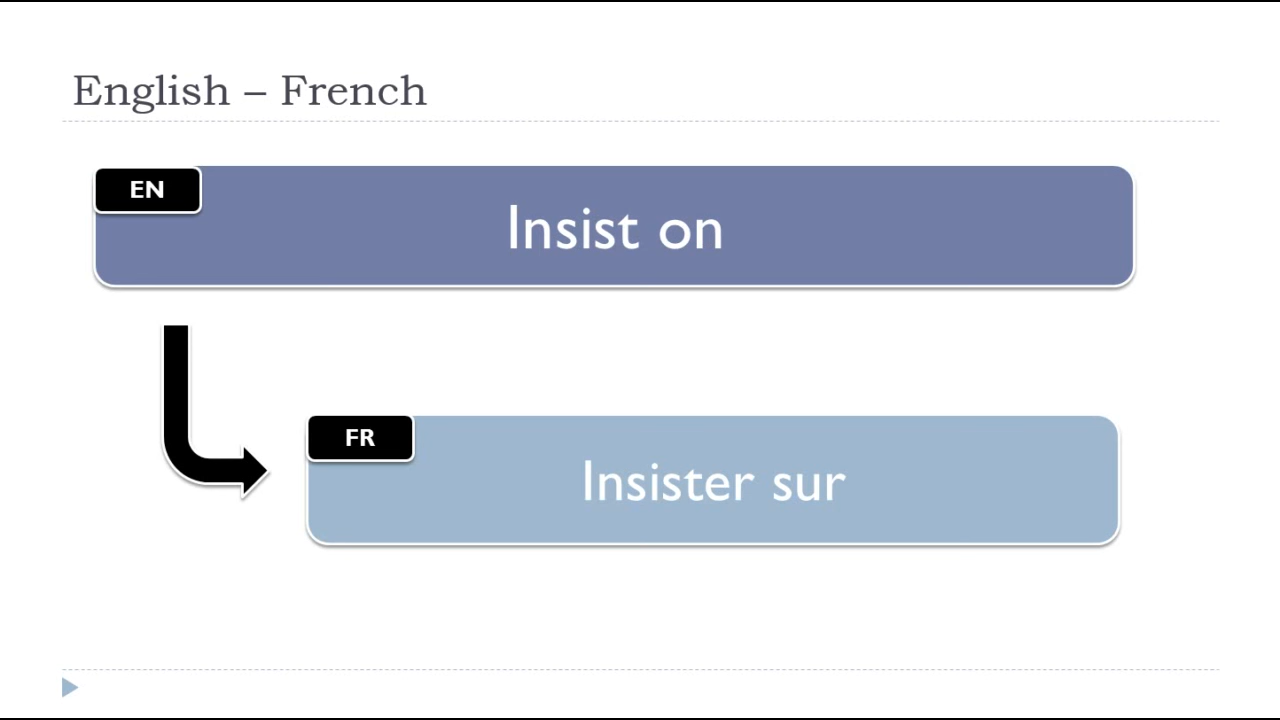 English – French
EN
Insist on
FR
Insister sur